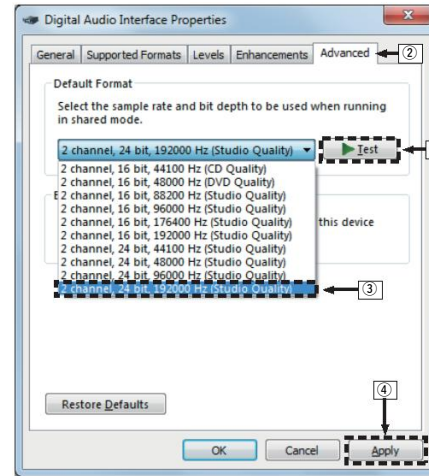 Digital Audio Interface Properties
General Supported Formats Levels Enhancements Advanced ②
Default Format
Select the sample rate and bit depth to be used when running
in shared mode.
2 channel, 24 bit, 192000 Hz (Studio Quality) Test
2 channel, 16 bit, 44100 Hz (CD Quality)
2 channel, 16 bit, 48000 Hz (DVD Quality)
2 channel, 16 bit, 88200 Hz (Studio Quality)
2 channel, 16 bit, 96000 Hz (Studio Quality)
2 channel, 16 bit, 176400 Hz (Studio Quality)
this device
2 channel, 16 bit, 192000 Hz (Studio Quality)
2 channel, 24 bit, 44100 Hz (Studio Quality)
2 channel, 24 bit, 48000 Hz (Studio Quality)
2 channel, 24 bit, 96000 Hz (Studio Quality)
2 channel, 24 bit, 192000 Hz (Studio Quality) ③
Restore Defaults
④
OK Cancel Apply